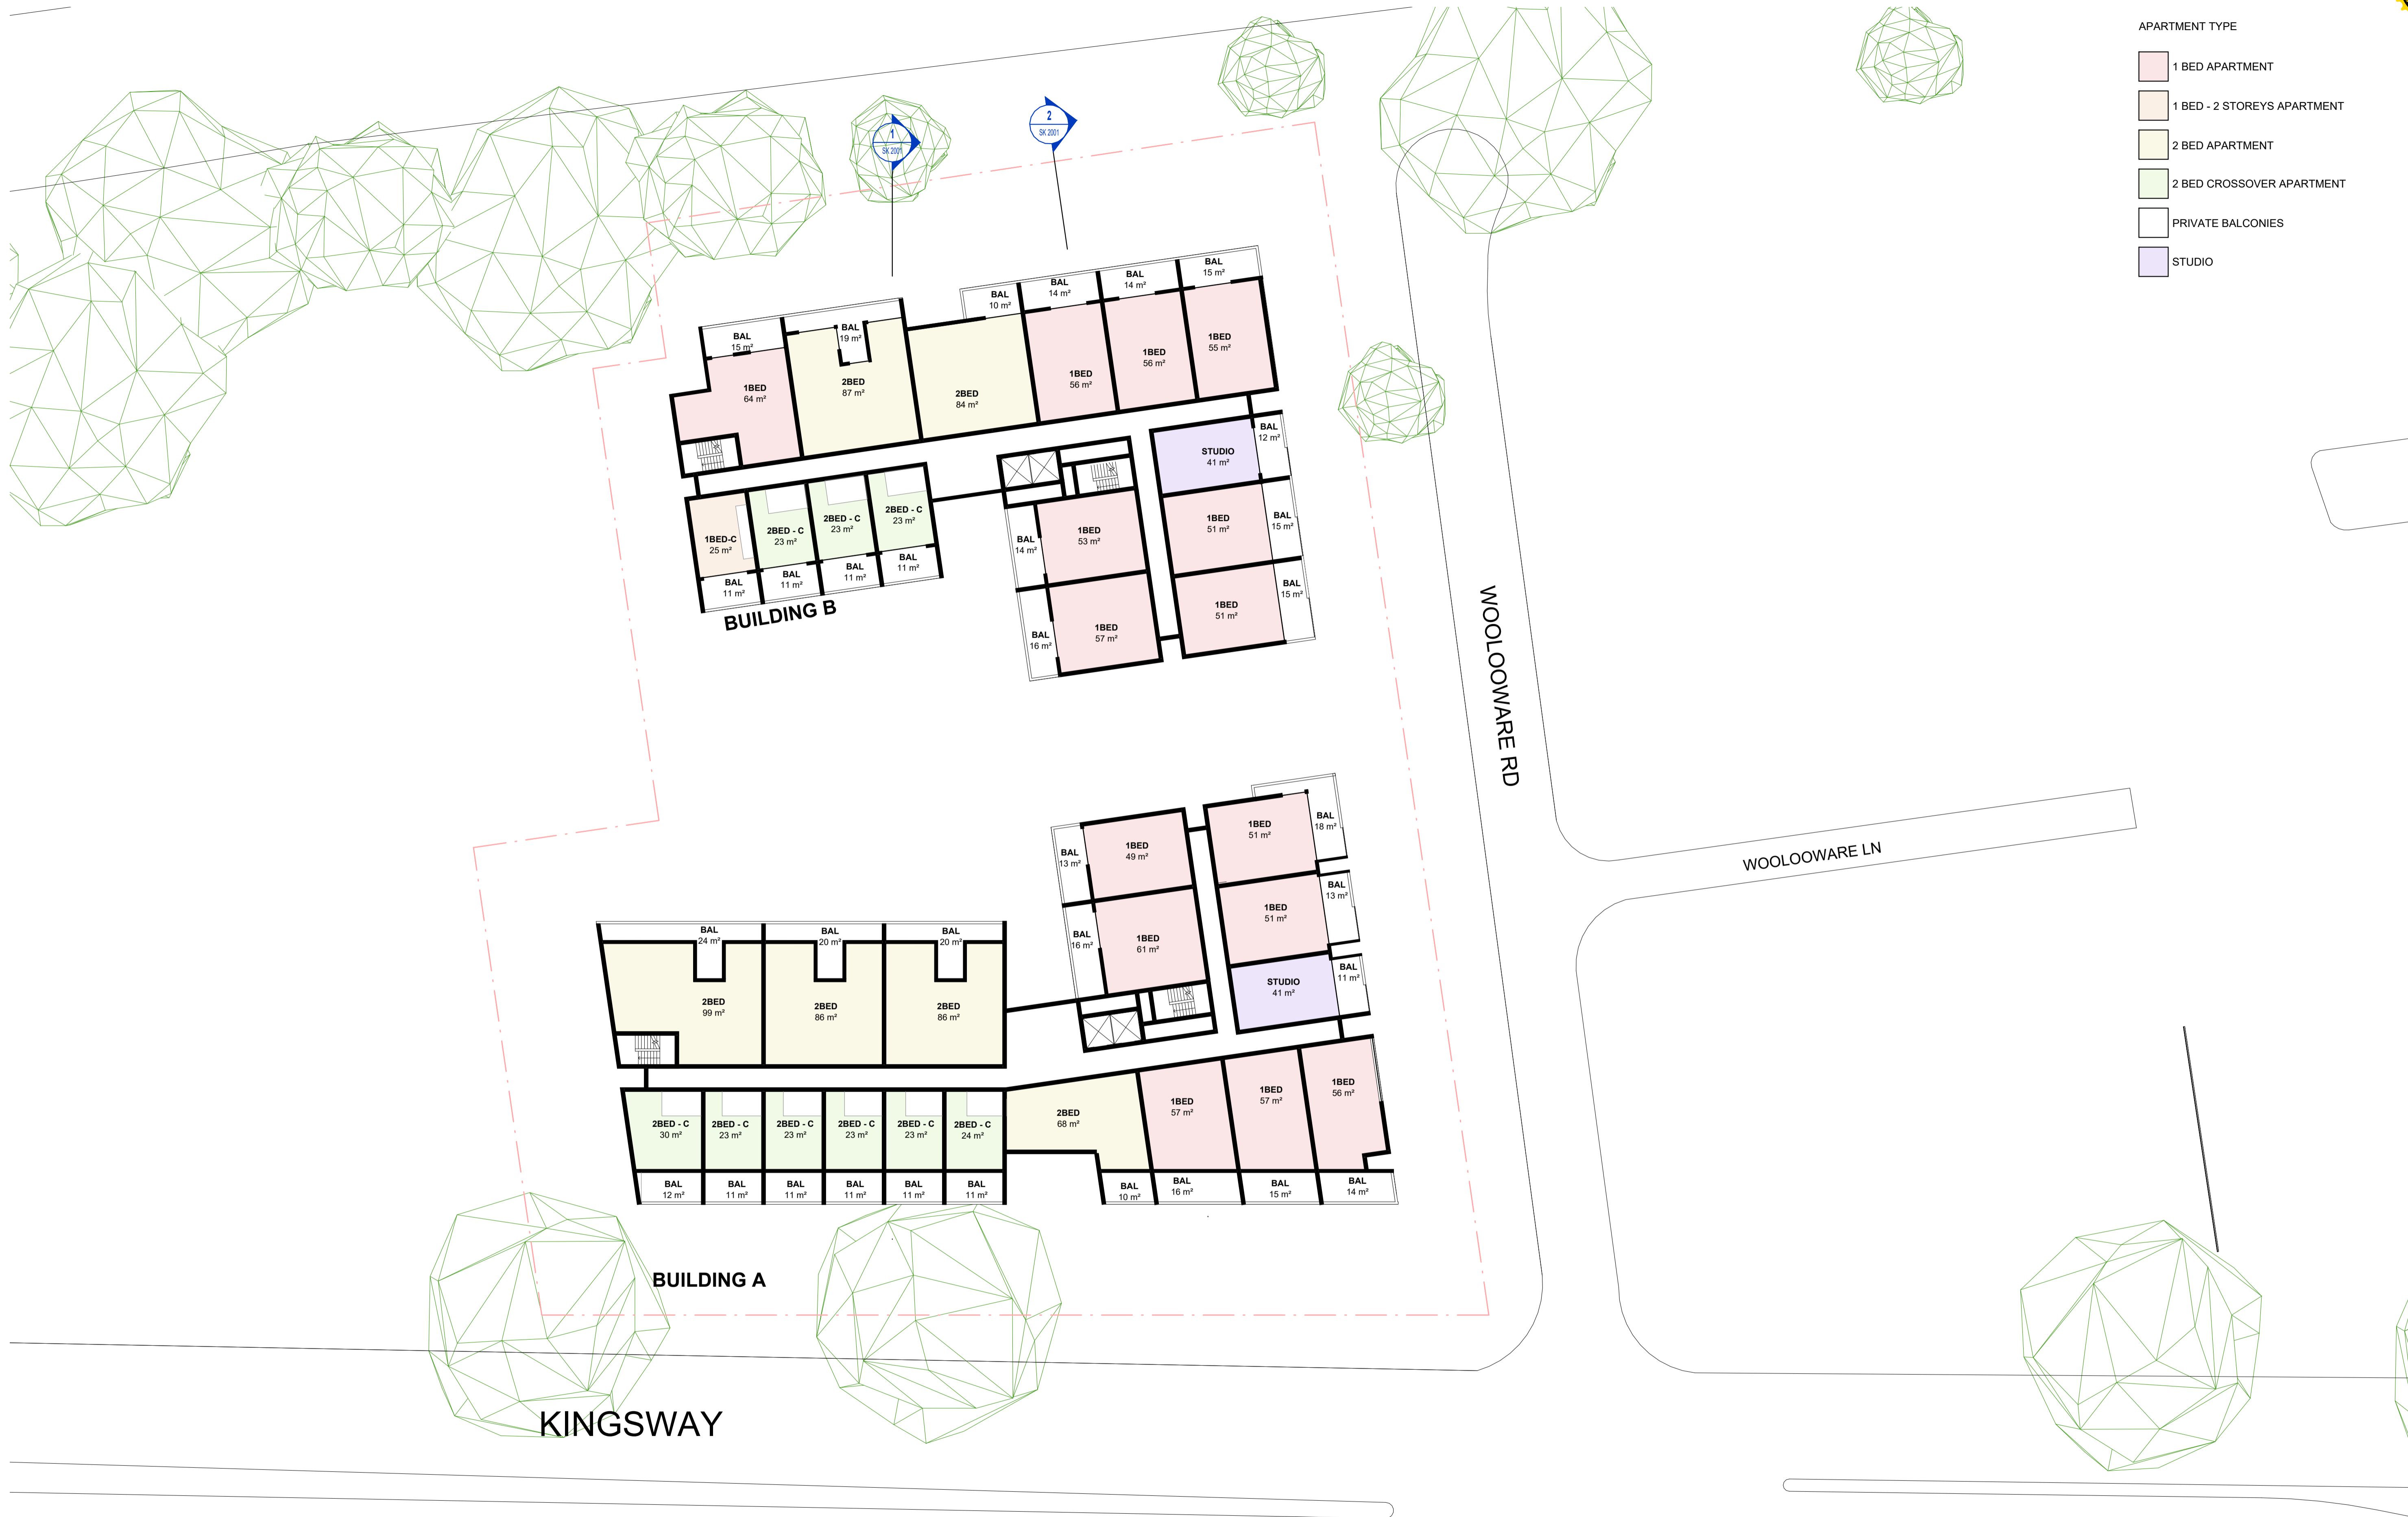 APARTMENT TYPE
1 BED APARTMENT
1 BED - 2 STOREYS APARTMENT
2 BED APARTMENT
2 BED CROSSOVER APARTMENT
PRIVATE BALCONIES
STUDIO
1
SK 2001
2
SK 2001
BAL
15 m²
BAL
19 m²
BAL
10 m²
BAL
14 m²
BAL
14 m²
BAL
15 m²
1BED
64 m²
2BED
87 m²
2BED
84 m²
1BED
56 m²
1BED
56 m²
1BED
55 m²
STUDIO
41 m²
BAL
12 m²
1BED-C
25 m²
2BED - C
23 m²
2BED - C
23 m²
2BED - C
23 m²
BAL
11 m²
BAL
11 m²
BAL
11 m²
BAL
11 m²
BAL
14 m²
1BED
53 m²
1BED
51 m²
BAL
15 m²
BAL
16 m²
1BED
57 m²
1BED
51 m²
BAL
15 m²
BUILDING B
WOOLOOWARE RD
WOOLOOWARE LN
BAL
13 m²
1BED
49 m²
1BED
51 m²
BAL
18 m²
BAL
16 m²
1BED
61 m²
1BED
51 m²
BAL
13 m²
STUDIO
41 m²
BAL
11 m²
BAL
24 m²
BAL
20 m²
BAL
20 m²
2BED
99 m²
2BED
86 m²
2BED
86 m²
2BED - C
30 m²
2BED - C
23 m²
2BED - C
23 m²
2BED - C
23 m²
2BED - C
23 m²
2BED - C
24 m²
2BED
68 m²
1BED
57 m²
1BED
57 m²
1BED
56 m²
BAL
12 m²
BAL
11 m²
BAL
11 m²
BAL
11 m²
BAL
11 m²
BAL
11 m²
BAL
10 m²
BAL
16 m²
BAL
15 m²
BAL
14 m²
BUILDING A
KINGSWAY